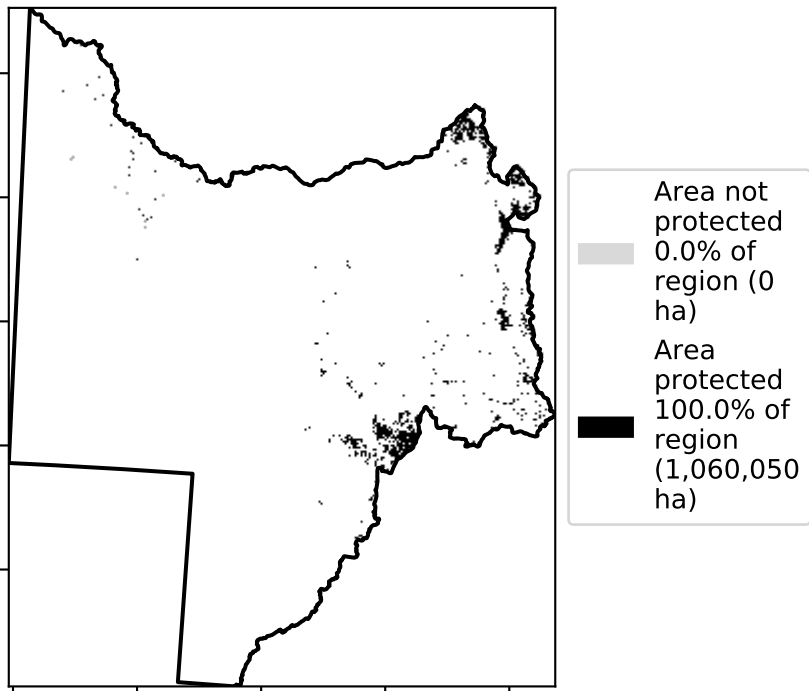 Area not
protected
0.0% of
region (0
ha)
Area
protected
100.0% of
region
(1,060,050
ha)